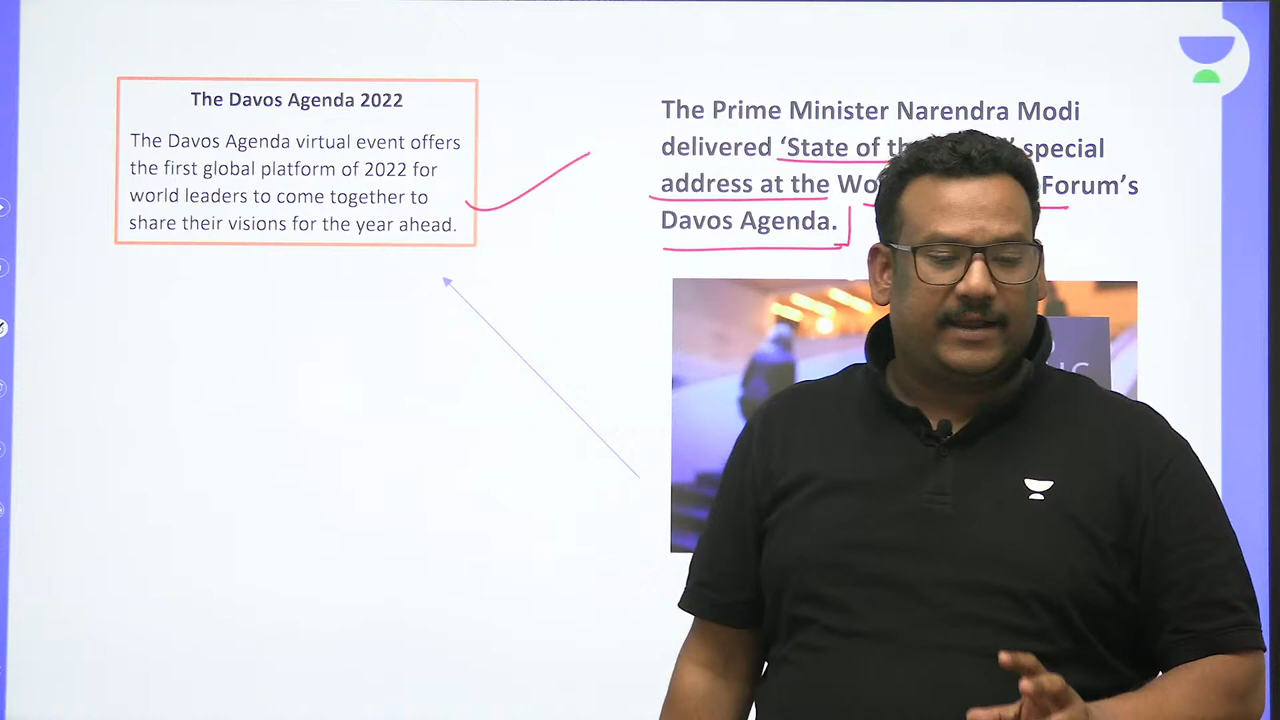 The Davos Agenda 2022
The Davos Agenda virtual event offers
the first global platform of 2022 for
world leaders to come together to
share their visions for the year ahead.
The Prime Minister Narendra Modi
delivered ‘State of special
address at the Forum’s
Davos Agenda.